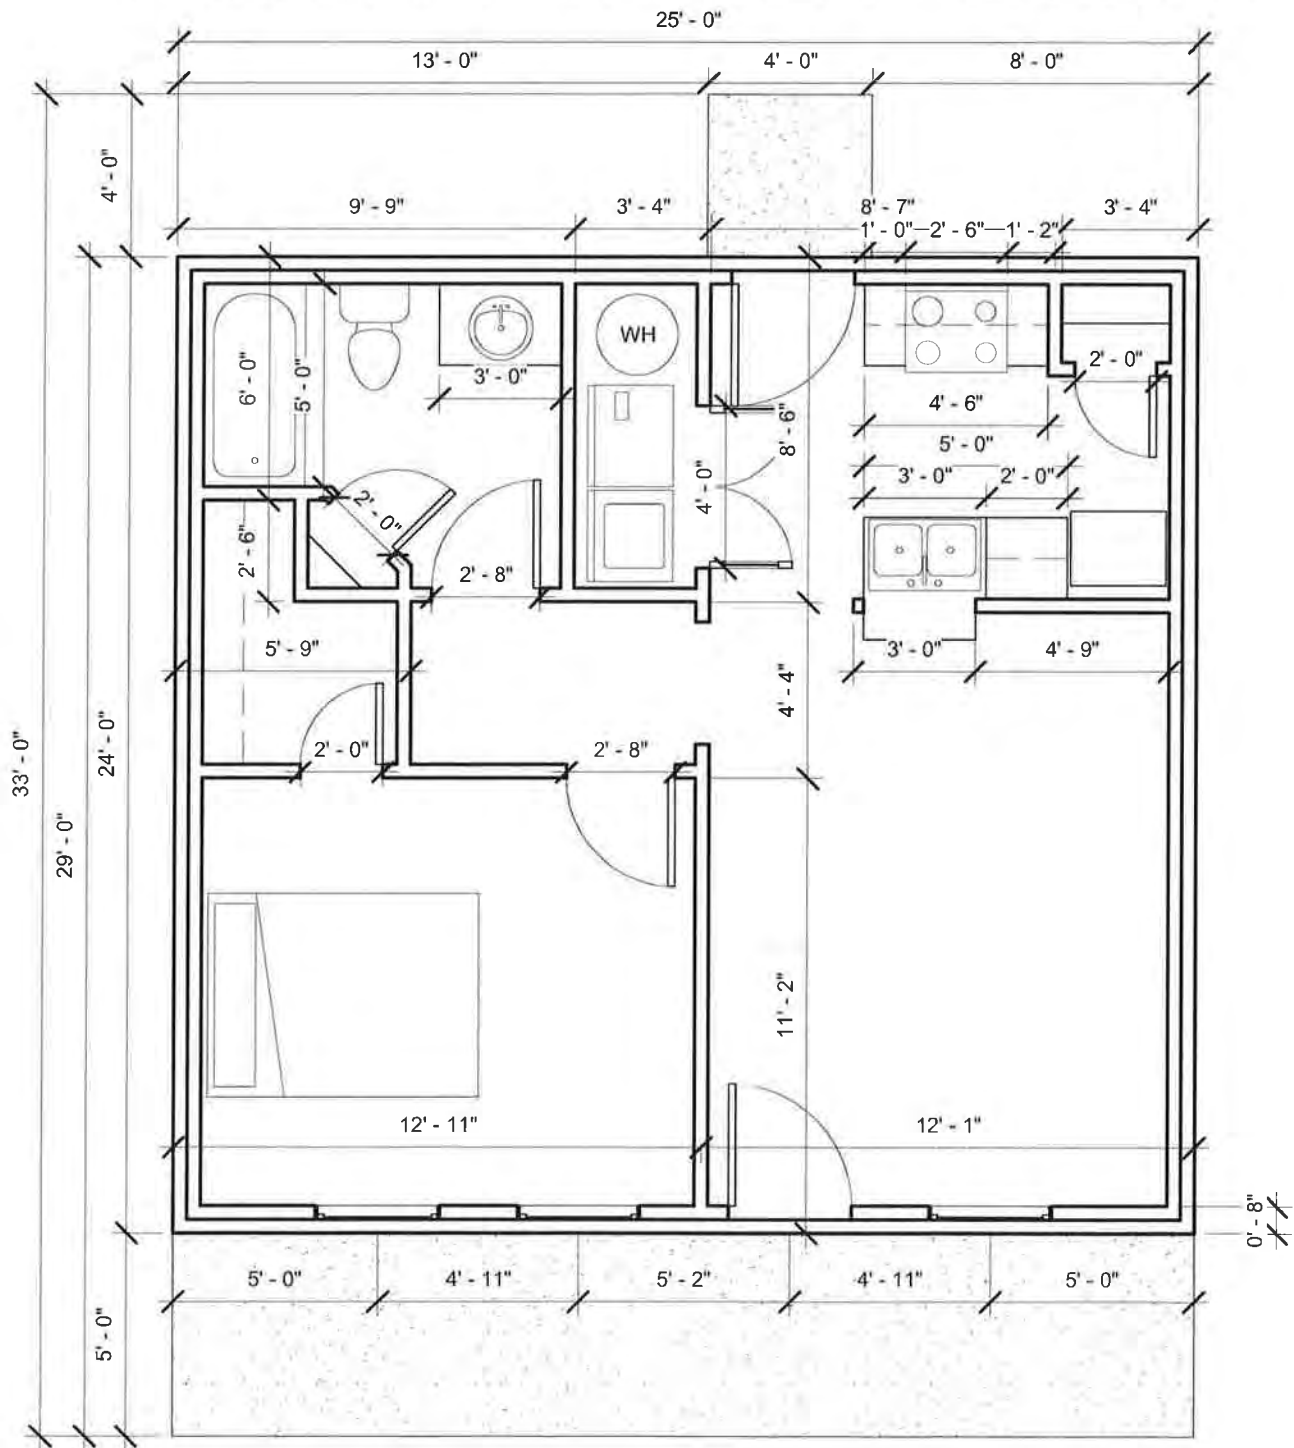 25' - 0"
13' - 0"
4' - 0"
8' - 0"
4' - 0"
9' - 9"
3' - 4"
8' - 7"
3' - 4"
1' - 0"
2' - 6"
1' - 2"
WH
6' - 0"
5' - 0"
3' - 0"
2' - 0"
4' - 6"
8' - 6"
5' - 0"
3' - 0"
2' - 0"
4' - 0"
2' - 0"
2' - 6"
2' - 8"
5' - 9"
3' - 0"
4' - 9"
4' - 4"
33' - 0"
24' - 0"
2' - 0"
2' - 8"
29' - 0"
11' - 2"
12' - 11"
12' - 1"
0' - 8"
5' - 0"
4' - 11"
5' - 2"
4' - 11"
5' - 0"
5' - 0"